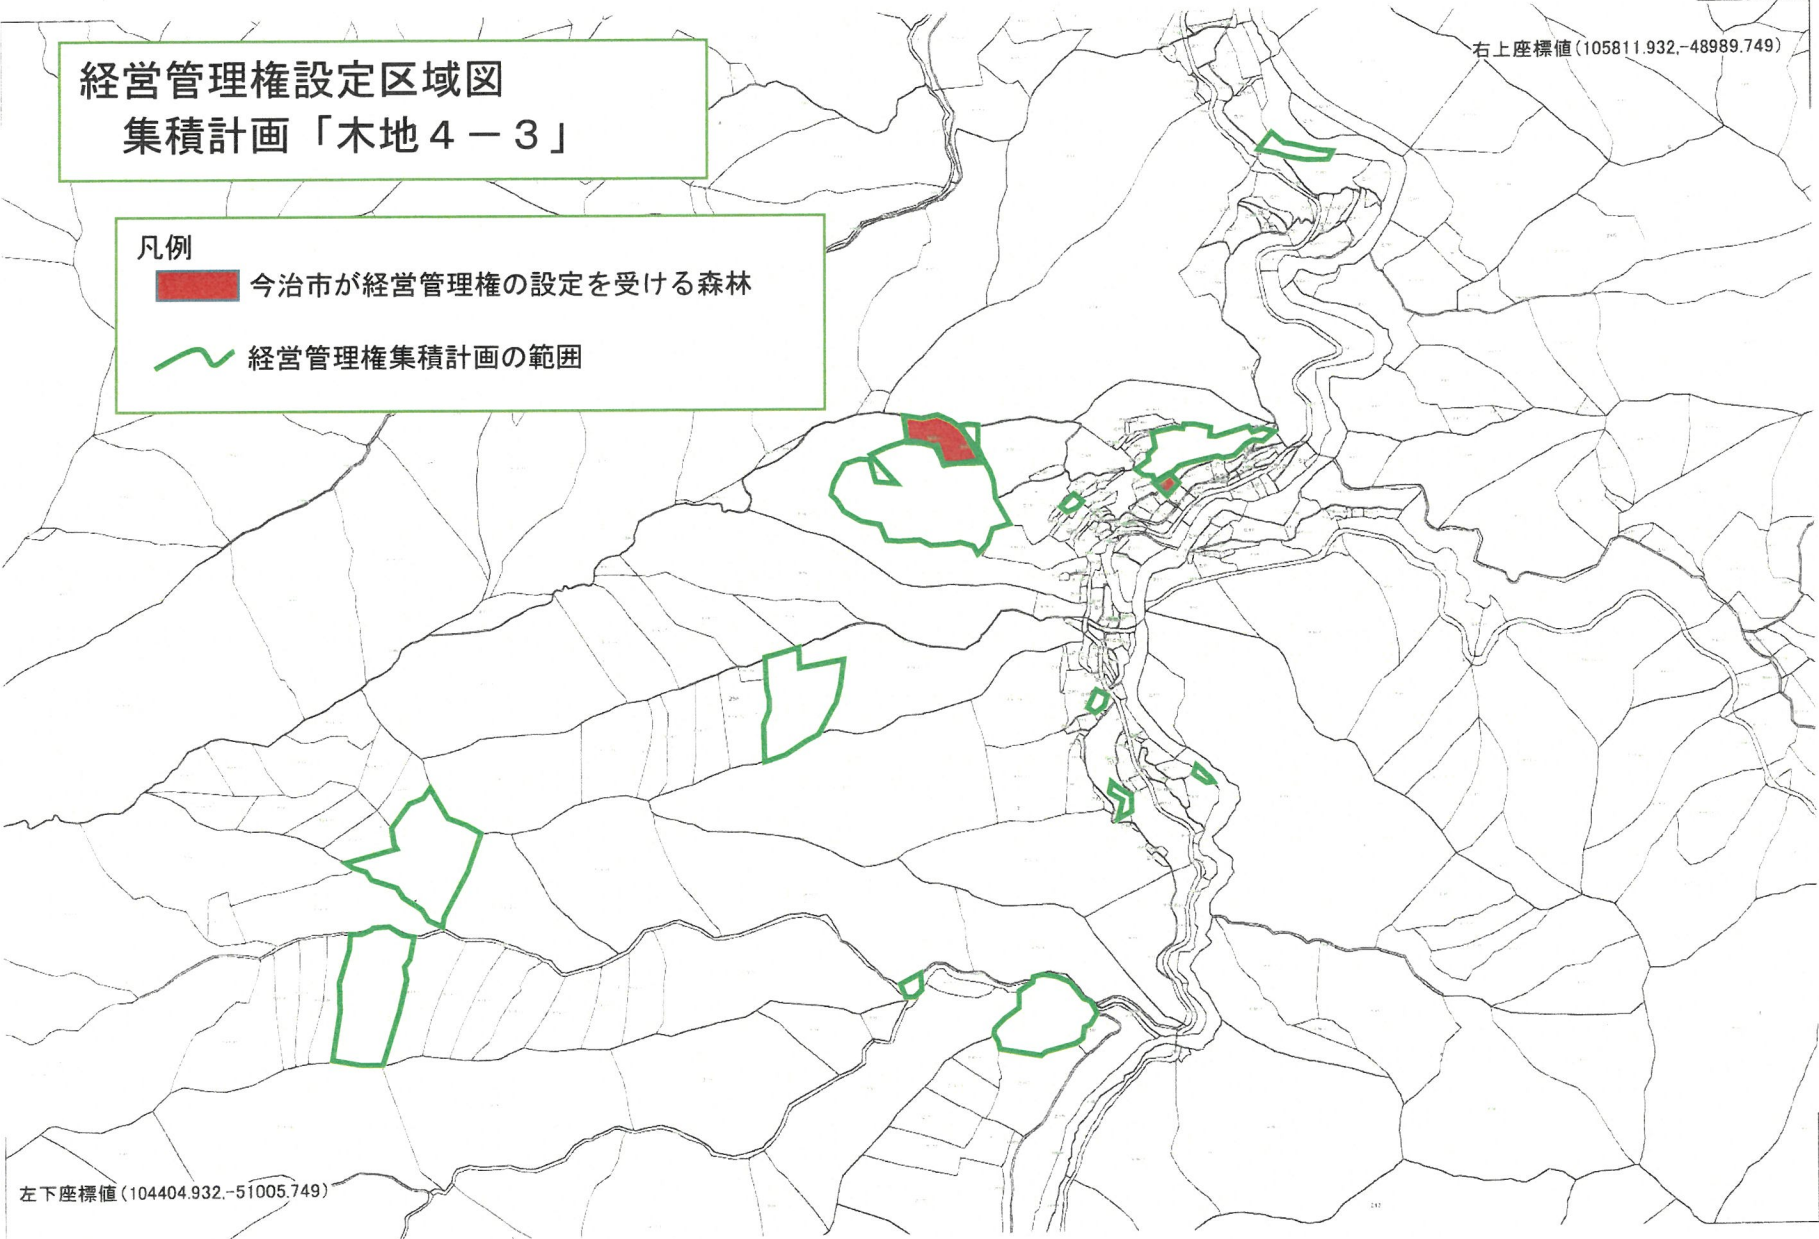 経営管理権設定区域図
集積計画「木地４－３」
右上座標値(105811.932,-48989.749)
凡例
今治市が経営管理権の設定を受ける森林
経営管理権集積計画の範囲
左下座標値(104404.932,-51005.749)